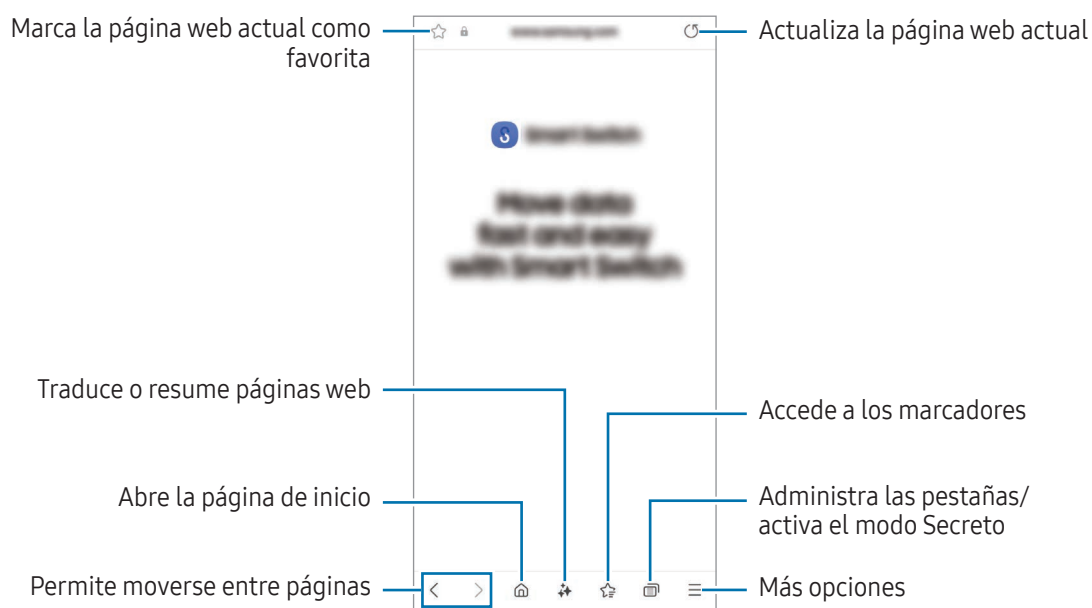 Marca la página web actual como
favorita
Actualiza la página web actual
Traduce o resume páginas web
Accede a los marcadores
Abre la página de inicio
Administra las pestañas/
activa el modo Secreto
Permite moverse entre páginas
Más opciones